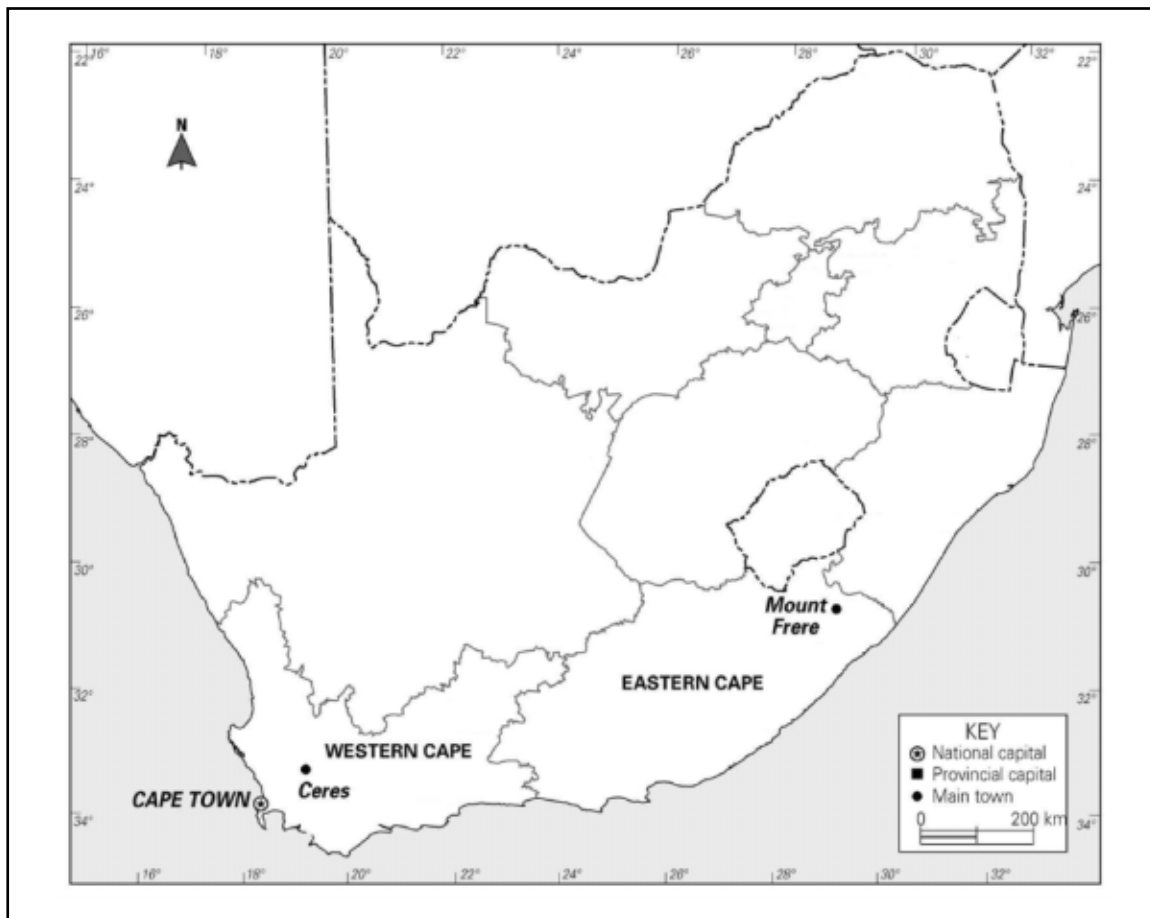 16° 18° 20° 22° 24° 26° 28° 30° 32°
22° 22°
N
24° 24°
26° 26°
28° 28°
30° 30°
Mount
Frere
EASTERN CAPE
32° 32°
WESTERN CAPE
Ceres
CAPE TOWN
34° 34°
KEY
National capital
Provincial capital
Main town
0 200 km
16° 18° 20° 22° 24° 26° 28° 30° 32°